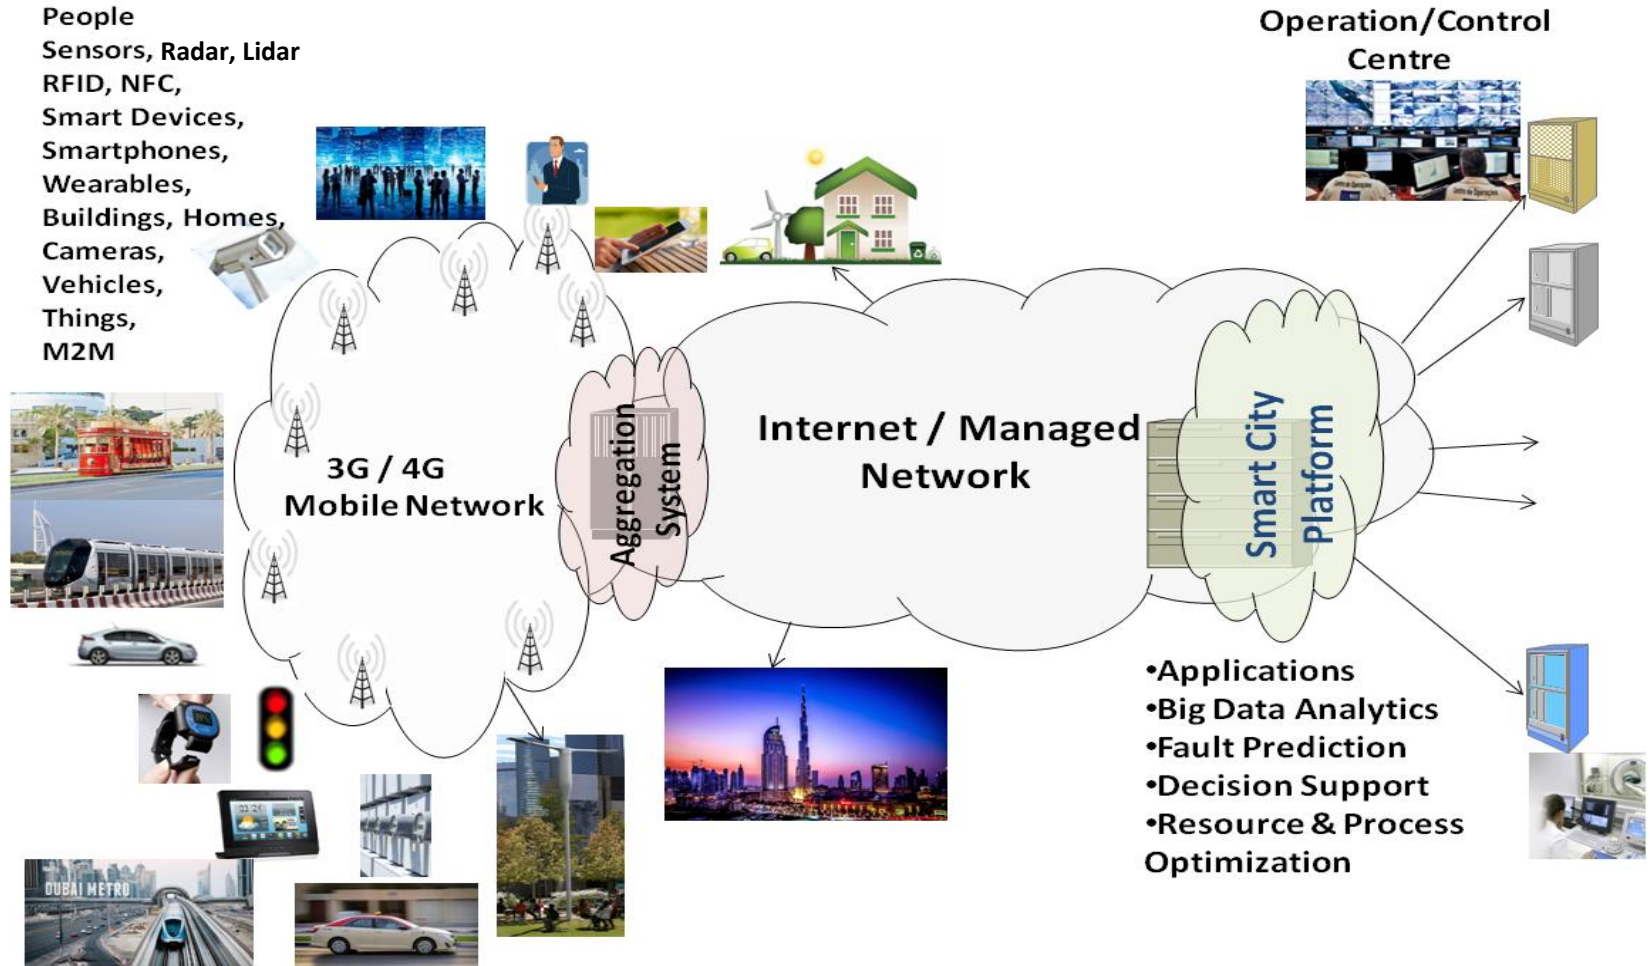 People
Sensors, Radar, Lidar
RFID, NFC,
Smart Devices,
Smartphones,
Wearables,
Buildings, Homes,
Cameras,
Vehicles,
Things,
M2M
Operation/Control
Centre
3G / 4G
Mobile Network
Aggregation
System
Internet / Managed
Network
Smart City
Platform
•Applications
•Big Data Analytics
•Fault Prediction
•Decision Support
•Resource & Process
Optimization
DUBAI METRO